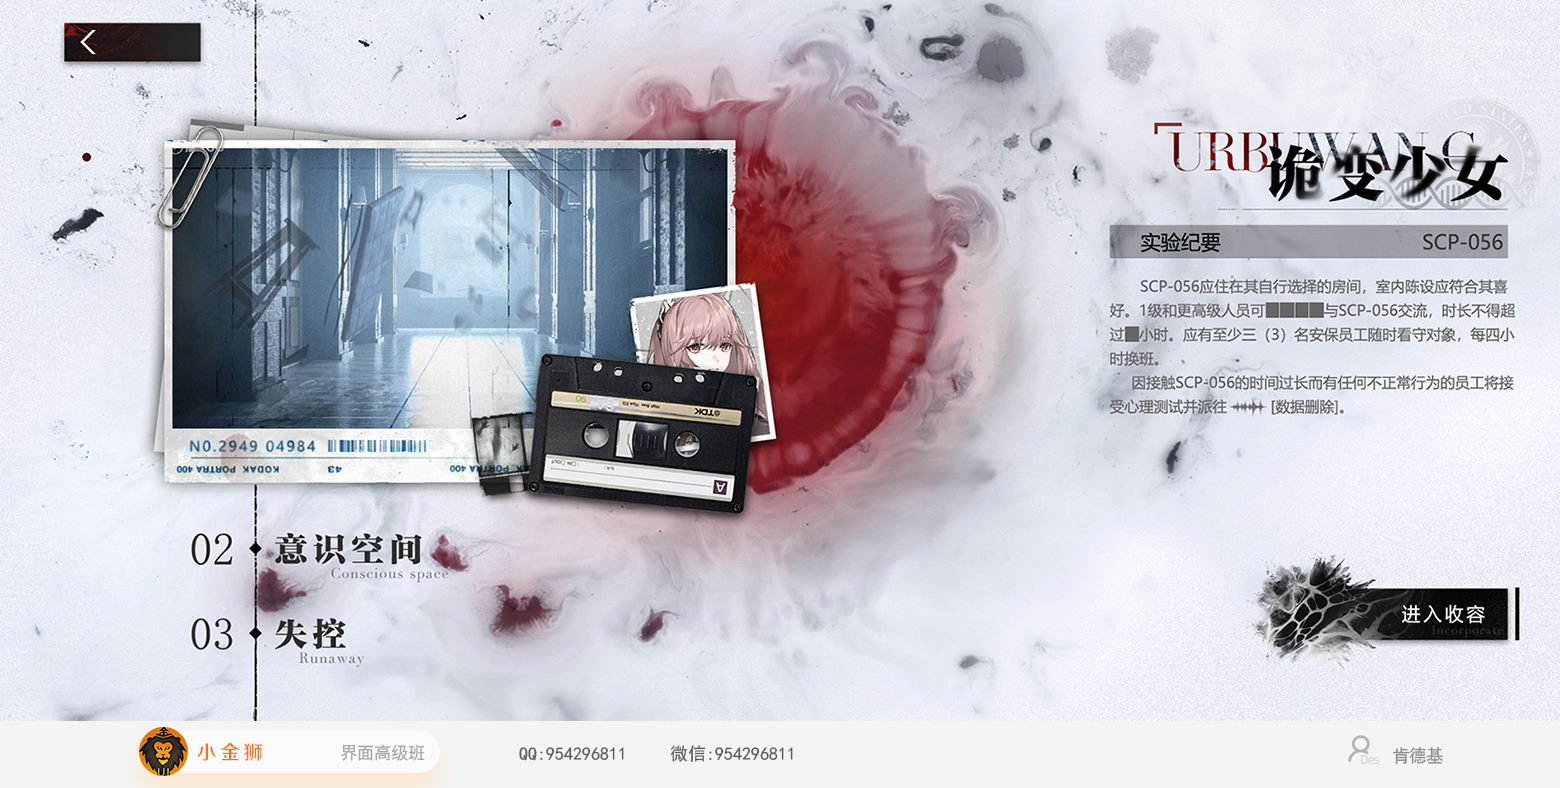 URBUWANG
诡变少女
实验纪要 SCP-056
SCP-056应住在其自行选择的房间，室内陈设应符合其喜
好。1级和更高级人员可████与SCP-056交流，时长不得超
过█小时。应有至少三（3）名安保员工随时看守对象，每四小
时换班。
因接触SCP-056的时间过长而有任何不正常行为的员工将接
受心理测试并派往 [数据删除]。
NO.2949 04984
KODAK PORTRA 400
43
KODAK PORTRA 400
TDK
90
A
02 意识空间
Conscious space
03 失控
Runaway
进入收容
Incorporate
小金狮 界面高级班 QQ:954296811 微信:954296811 Des 肯德基